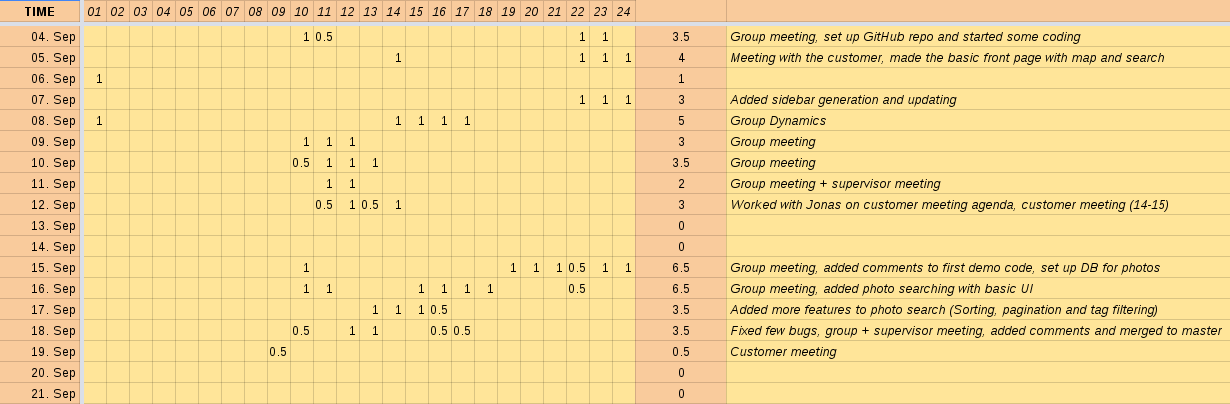 TIME 01 02 03 04 05 06 07 08 09 10 11 12 13 14 15 16 17 18 19 20 21 22 23 24
04. Sep 1 0.5 1 1 3.5 Group meeting, set up GitHub repo and started some coding
05. Sep 1 1 1 1 4 Meeting with the customer, made the basic front page with map and search
06. Sep 1 1
07. Sep 1 1 1 3 Added sidebar generation and updating
08. Sep 1 1 1 1 1 5 Group Dynamics
09. Sep 1 1 1 3 Group meeting
10. Sep 0.5 1 1 1 3.5 Group meeting
11. Sep 1 1 2 Group meeting + supervisor meeting
12. Sep 0.5 1 0.5 1 3 Worked with Jonas on customer meeting agenda, customer meeting (14-15)
13. Sep 0
14. Sep 0
15. Sep 1 1 1 1 0.5 1 1 6.5 Group meeting, added comments to first demo code, set up DB for photos
16. Sep 1 1 1 1 1 1 0.5 6.5 Group meeting, added photo searching with basic UI
17. Sep 1 1 1 0.5 3.5 Added more features to photo search (Sorting, pagination and tag filtering)
18. Sep 0.5 1 1 0.5 0.5 3.5 Fixed few bugs, group + supervisor meeting, added comments and merged to master
19. Sep 0.5 0.5 Customer meeting
20. Sep 0
21. Sep 0